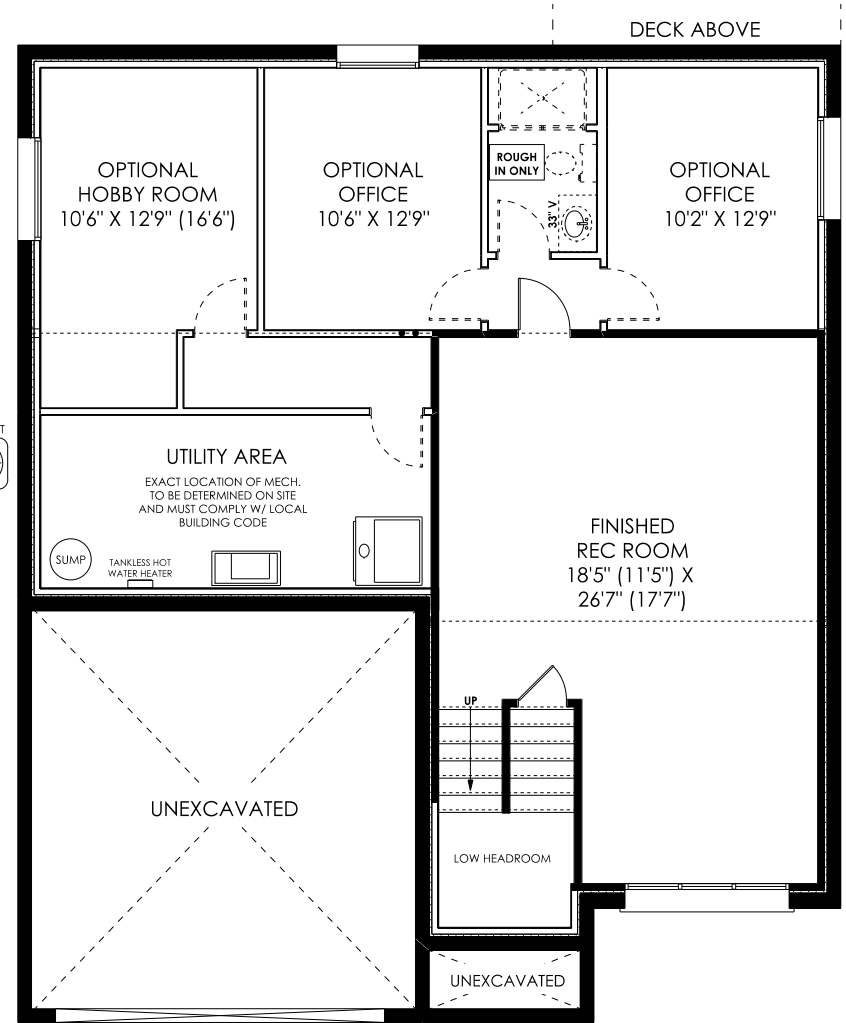 DECK ABOVE
OPTIONAL
HOBBY ROOM
10'6" X 12'9" (16'6")
OPTIONAL
OFFICE
10'6" X 12'9"
ROUGH
IN ONLY
33" V
OPTIONAL
OFFICE
10'2" X 12'9"
T
UTILITY AREA
EXACT LOCATION OF MECH.
TO BE DETERMINED ON SITE
AND MUST COMPLY W/ LOCAL
BUILDING CODE
SUMP
TANKLESS HOT
WATER HEATER
FINISHED
REC ROOM
18'5" (11'5") X
26'7" (17'7")
UP
UNEXCAVATED
LOW HEADROOM
UNEXCAVATED